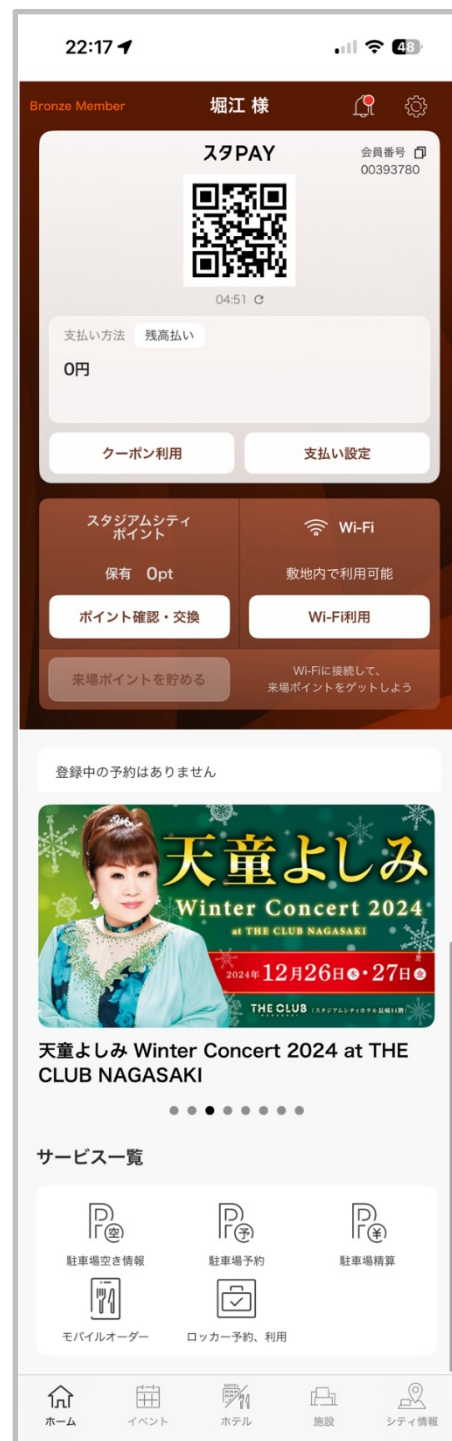 22:17
48
Bronze Member
堀江 様
スタPAY
会員番号
00393780
04:51
支払い方法 残高払い
0円
クーポン利用
支払い設定
スタジアムシティ
ポイント
Wi-Fi
保有 0pt
敷地内で利用可能
ポイント確認・交換
Wi-Fi利用
来場ポイントを貯める
Wi-Fiに接続して、
来場ポイントをゲットしよう
登録中の予約はありません
天童よしみ
Winter Concert 2024
at THE CLUB NAGASAKI
2024年12月26日木・27日金
THE CLUB (スタジアムシティホテル長崎11階)
天童よしみ Winter Concert 2024 at THE
CLUB NAGASAKI
サービス一覧
空
予
¥
駐車場空き情報
駐車場予約
駐車場精算
モバイルオーダー
ロッカー予約、利用
HOTEL
ホーム
イベント
ホテル
施設
シティ情報